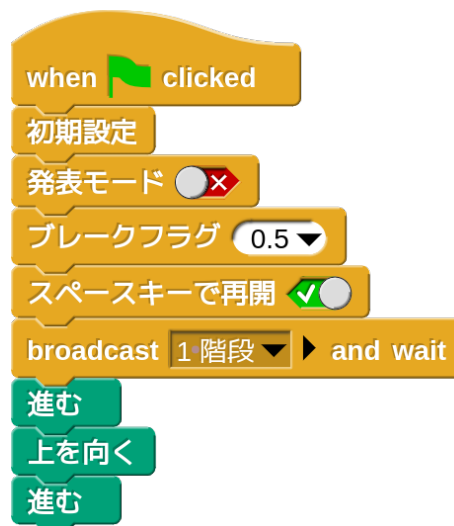 when clicked
初期設定
発表モード
ブレークフラグ 0.5
スペースキーで再開
broadcast 1 階段 and wait
進む
上を向く
進む